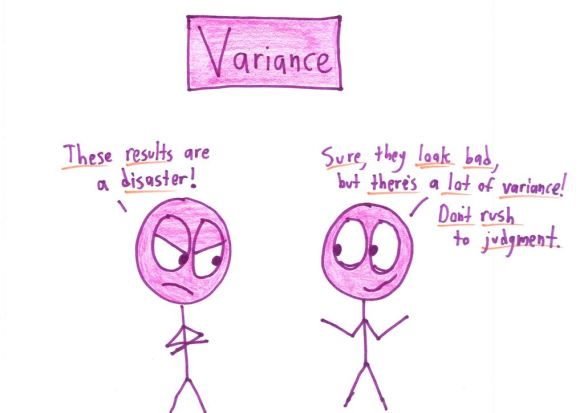 Variance
These results are
a disaster!
Sure, they look bad,
but there's a lot of variance!
Don't rush
to judgment.